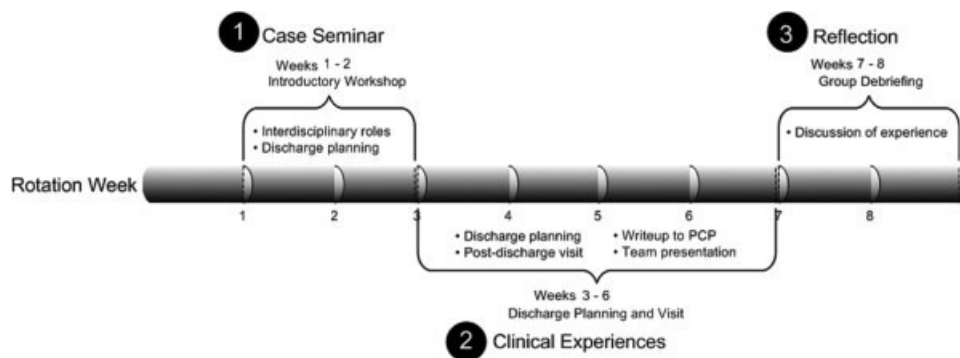 1 Case Seminar
Weeks 1 - 2
Introductory Workshop
• Interdisciplinary roles
• Discharge planning
3 Reflection
Weeks 7 - 8
Group Debriefing
• Discussion of experience
Rotation Week
1 2 3 4 5 6 7 8
• Discharge planning
• Post-discharge visit
• Writeup to PCP
• Team presentation
Weeks 3 - 6
Discharge Planning and Visit
2 Clinical Experiences